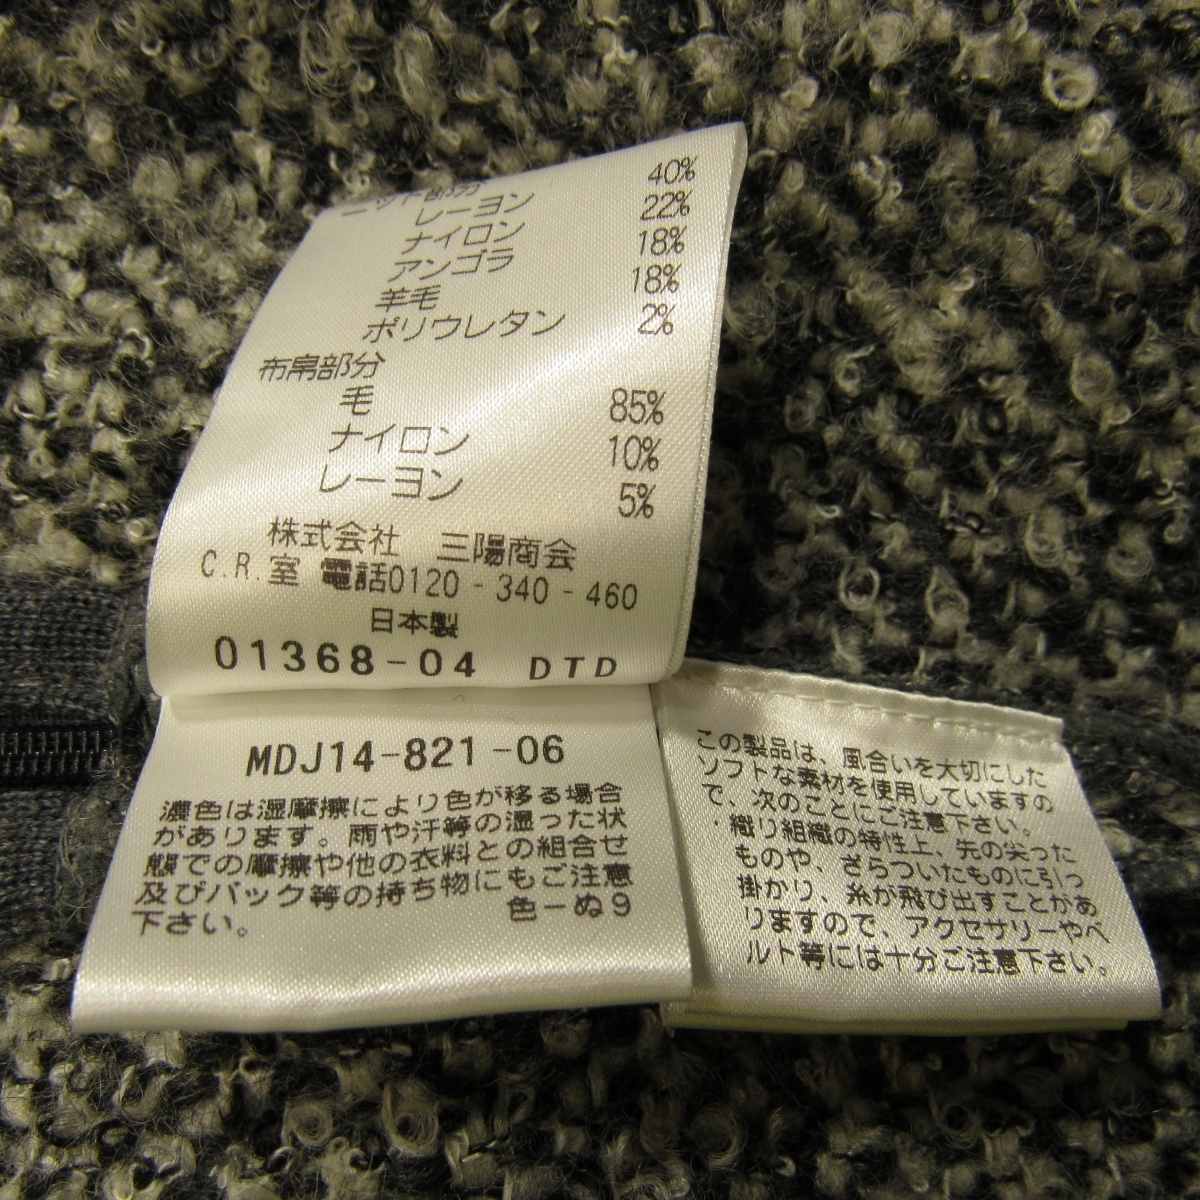 ニット部分
レーヨン 40%
ナイロン 22%
アンゴラ 18%
羊毛 18%
ポリウレタン 2%
布帛部分
毛 85%
ナイロン 10%
レーヨン 5%
株式会社 三陽商会
C.R.室 電話0120-340-460
日本製
01368-04 DTD
MDJ14-821-06
濃色は湿摩擦により色が移る場合
があります。雨や汗等の湿った状
態での摩擦や他の衣料との組合せ
及びバック等の持ち物にもご注意
下さい。 色ーぬ9
この製品は、風合いを大切にした
ソフトな素材を使用していますの
で、次のことにご注意下さい。
・織り組織の特性上、先の尖った
ものや、ざらついたものに引っ
掛かり、糸が飛び出すことがあ
りますので、アクセサリーやベ
ルト等には十分ご注意下さい。